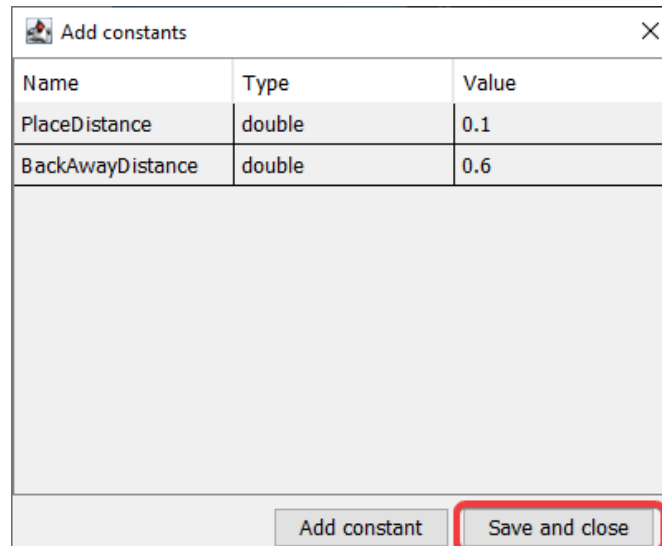 Add constants
Name Type Value
PlaceDistance double 0.1
BackAwayDistance double 0.6
Add constant Save and close